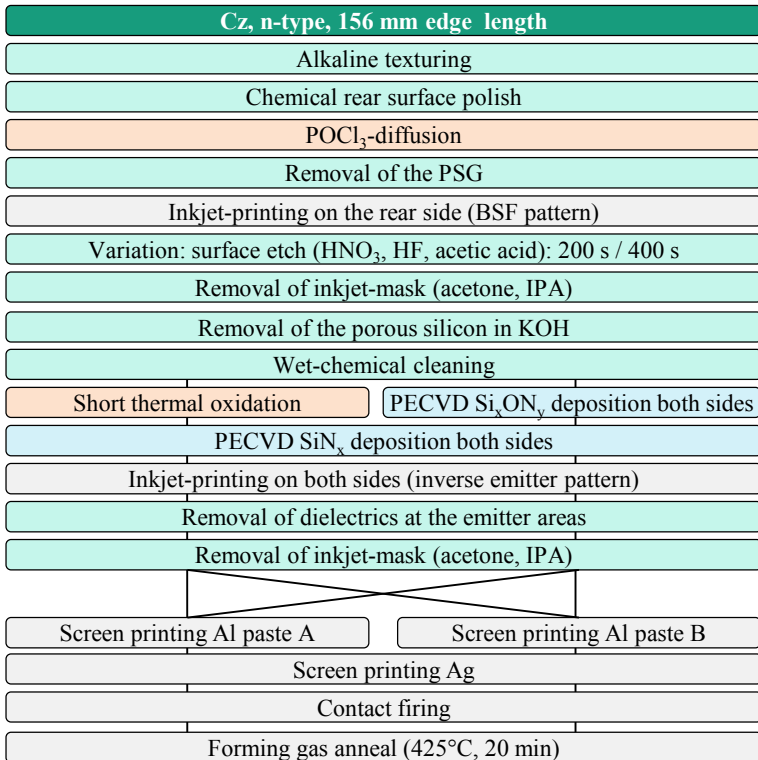 Cz, n-type, 156 mm edge length
Alkaline texturing
Chemical rear surface polish
POCl₃-diffusion
Removal of the PSG
Inkjet-printing on the rear side (BSF pattern)
Variation: surface etch (HNO₃, HF, acetic acid): 200 s / 400 s
Removal of inkjet-mask (acetone, IPA)
Removal of the porous silicon in KOH
Wet-chemical cleaning
Short thermal oxidation
PECVD SiₓON_y deposition both sides
PECVD SiNₓ deposition both sides
Inkjet-printing on both sides (inverse emitter pattern)
Removal of dielectrics at the emitter areas
Removal of inkjet-mask (acetone, IPA)
Screen printing Al paste A
Screen printing Al paste B
Screen printing Ag
Contact firing
Forming gas anneal (425°C, 20 min)